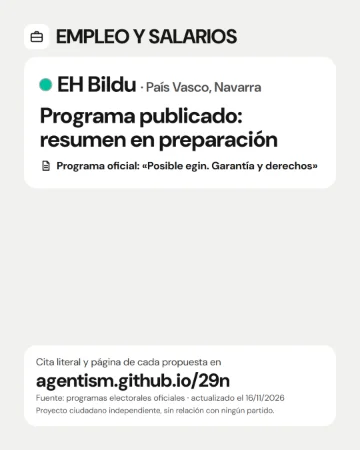 EMPLEO Y SALARIOS
EH Bildu · País Vasco, Navarra
Programa publicado:
resumen en preparación
Programa oficial: «Posible egin. Garantía y derechos»
Cita literal y página de cada propuesta en
agentism.github.io/29n
Fuente: programas electorales oficiales · actualizado el 16/11/2026
Proyecto ciudadano independiente, sin relación con ningún partido.